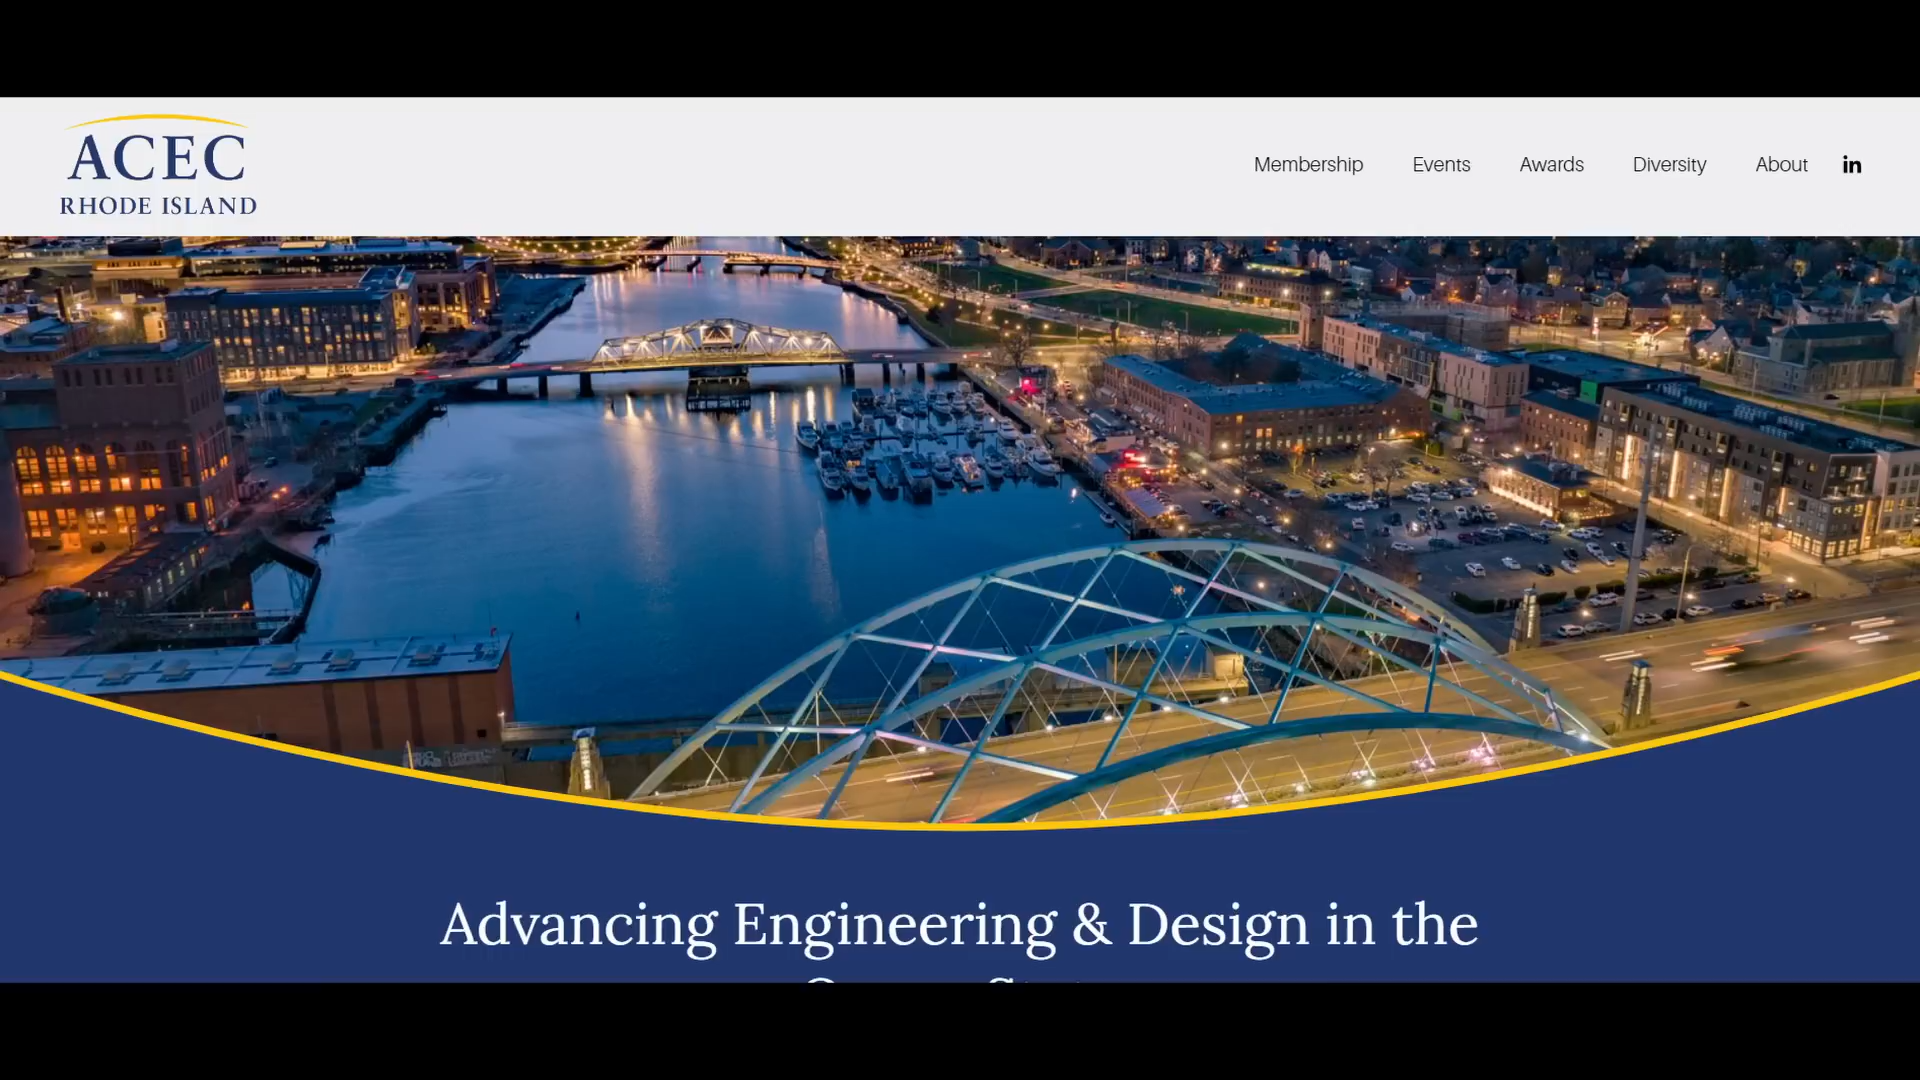 ACEC
RHODE ISLAND
Membership
Events
Awards
Diversity
About
in
Advancing Engineering & Design in the